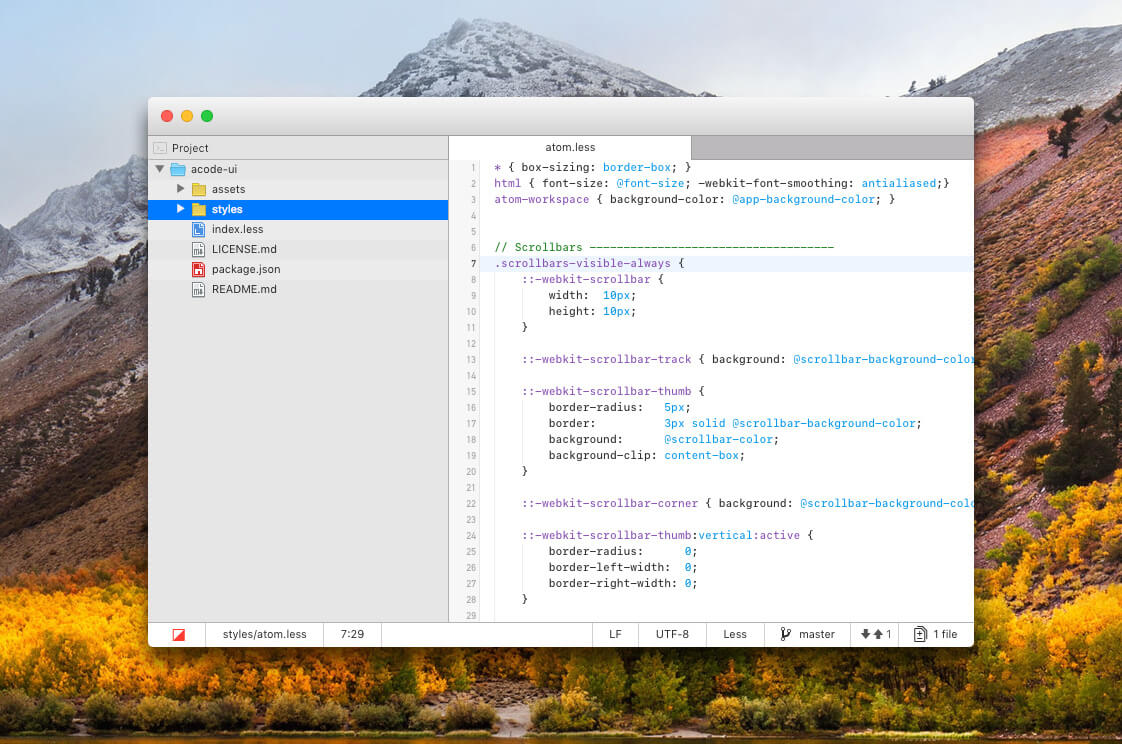 Project
acode-ui
assets
styles
index.less
LICENSE.md
package.json
README.md
atom.less
1 * { box-sizing: border-box; }
2 html { font-size: @font-size; -webkit-font-smoothing: antialiased;}
3 atom-workspace { background-color: @app-background-color; }
4
5
6 // Scrollbars ------------------------------------
7 .scrollbars-visible-always {
8     ::-webkit-scrollbar {
9         width:  10px;
10         height: 10px;
11     }
12
13     ::-webkit-scrollbar-track { background: @scrollbar-background-color
14
15     ::-webkit-scrollbar-thumb {
16         border-radius:   5px;
17         border:          3px solid @scrollbar-background-color;
18         background:      @scrollbar-color;
19         background-clip: content-box;
20     }
21
22     ::-webkit-scrollbar-corner { background: @scrollbar-background-colo
23
24     ::-webkit-scrollbar-thumb:vertical:active {
25         border-radius:      0;
26         border-left-width:  0;
27         border-right-width: 0;
28     }
29
styles/atom.less 7:29 LF UTF-8 Less master 1 1 file